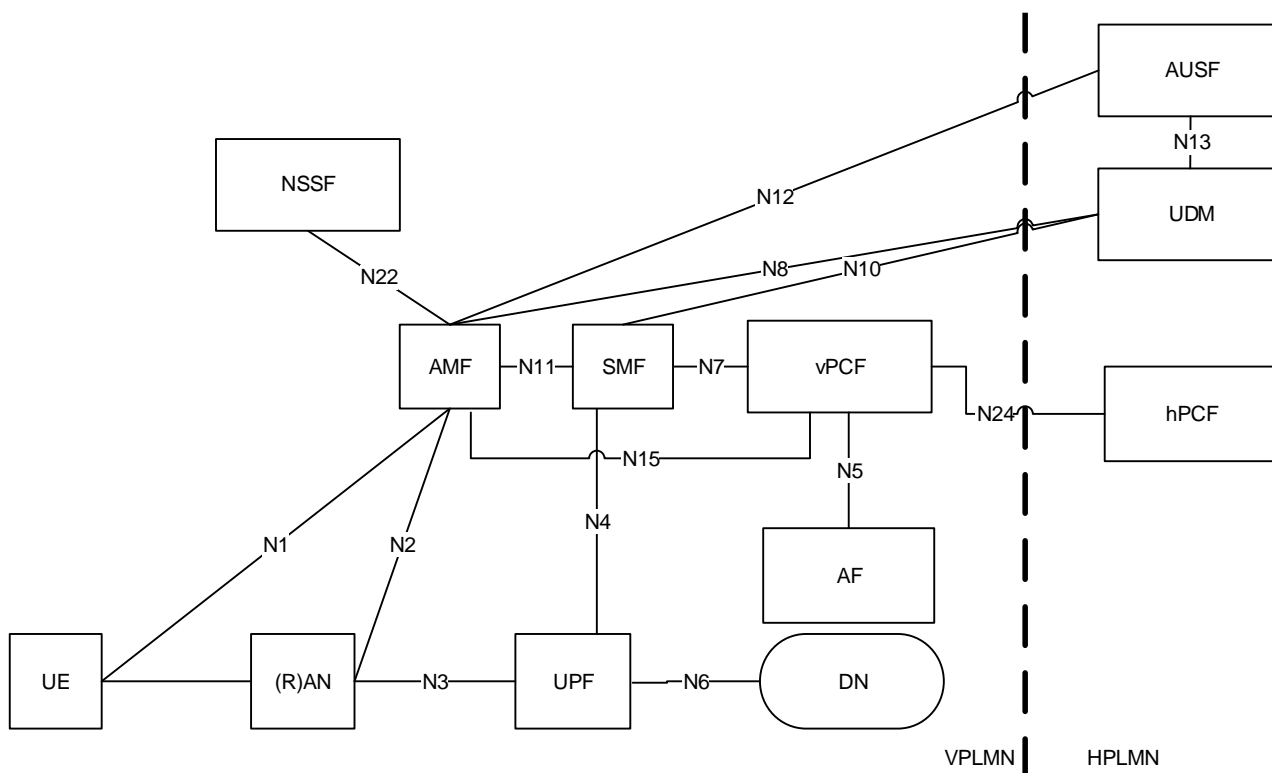 AUSF
N13
NSSF
N12
UDM
N22
N8
N10
AMF
N11
SMF
N7
vPCF
N24
hPCF
N15
N5
N4
N1
N2
AF
UE
(R)AN
N3
UPF
N6
DN
VPLMN
HPLMN